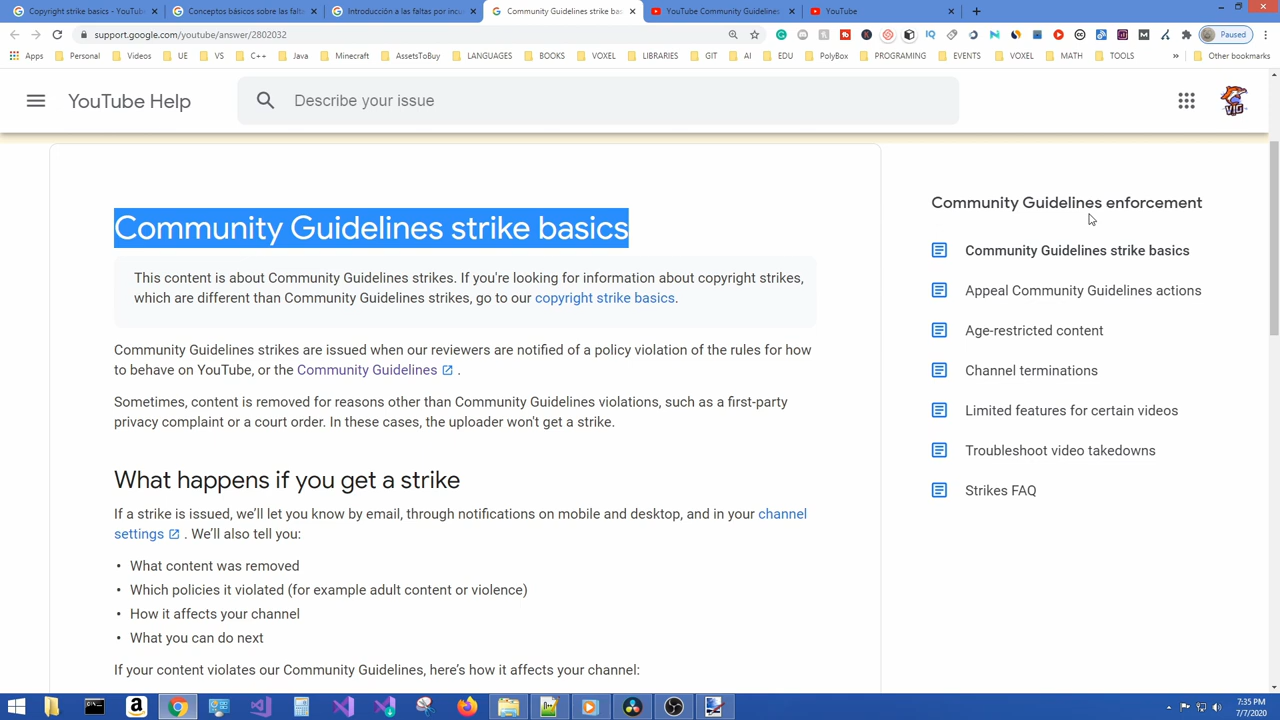 Copyright strike basics - YouTub
Conceptos básicos sobre las falta
Introducción a las faltas por incu
Community Guidelines strike bas
YouTube Community Guidelines
YouTube
support.google.com/youtube/answer/2802032
Paused
Apps
Personal
Videos
UE
VS
C++
Java
Minecraft
AssetsToBuy
LANGUAGES
BOOKS
VOXEL
LIBRARIES
GIT
AI
EDU
PolyBox
PROGRAMING
EVENTS
VOXEL
MATH
TOOLS
»
Other bookmarks
YouTube Help
Describe your issue
VJG
Community Guidelines strike basics
This content is about Community Guidelines strikes. If you're looking for information about copyright strikes,
which are different than Community Guidelines strikes, go to our copyright strike basics.
Community Guidelines strikes are issued when our reviewers are notified of a policy violation of the rules for how
to behave on YouTube, or the Community Guidelines .
Sometimes, content is removed for reasons other than Community Guidelines violations, such as a first-party
privacy complaint or a court order. In these cases, the uploader won't get a strike.
What happens if you get a strike
If a strike is issued, we'll let you know by email, through notifications on mobile and desktop, and in your channel
settings . We'll also tell you:
• What content was removed
• Which policies it violated (for example adult content or violence)
• How it affects your channel
• What you can do next
If your content violates our Community Guidelines, here's how it affects your channel:
Community Guidelines enforcement
Community Guidelines strike basics
Appeal Community Guidelines actions
Age-restricted content
Channel terminations
Limited features for certain videos
Troubleshoot video takedowns
Strikes FAQ
7:35 PM
7/7/2020